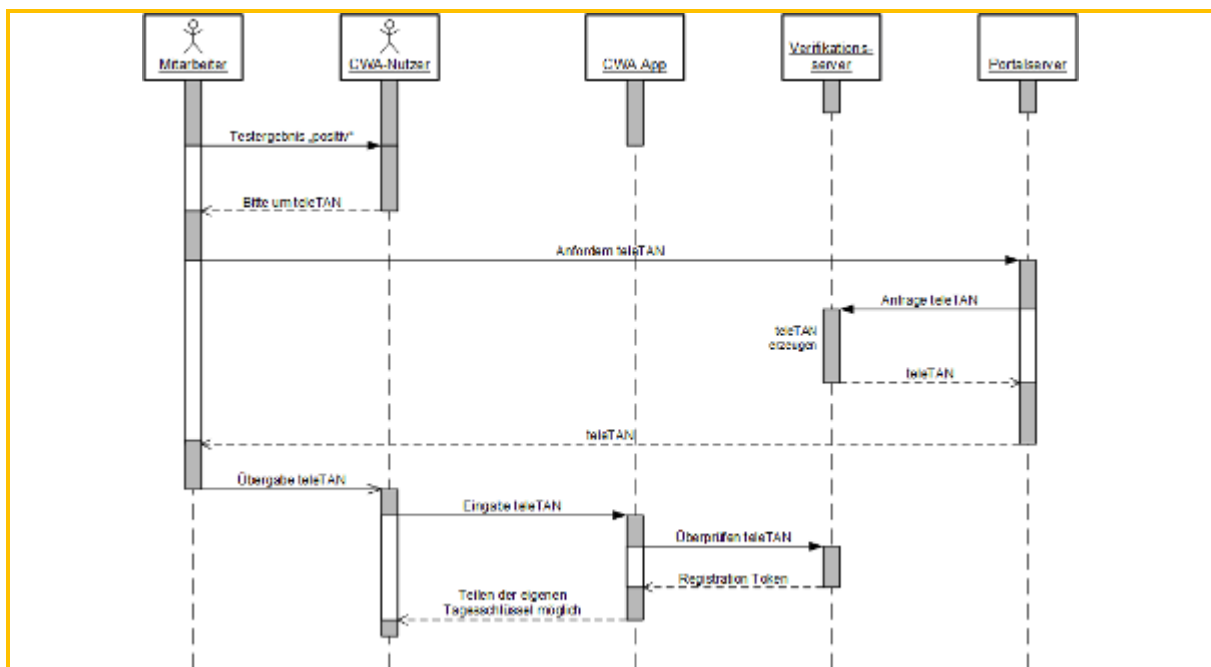 Mitarbeiter
CWA-Nutzer
CWA App
Verifikations-
server
Portalserver
Testergebnis „positiv“
Bitte um teleTAN
Anfordern teleTAN
Anfrage teleTAN
teleTAN
erzeugen
teleTAN
teleTAN
Übergabe teleTAN
Eingabe teleTAN
Überprüfen teleTAN
Registration Token
Teilen der eigenen
Tagesschlüssel möglich